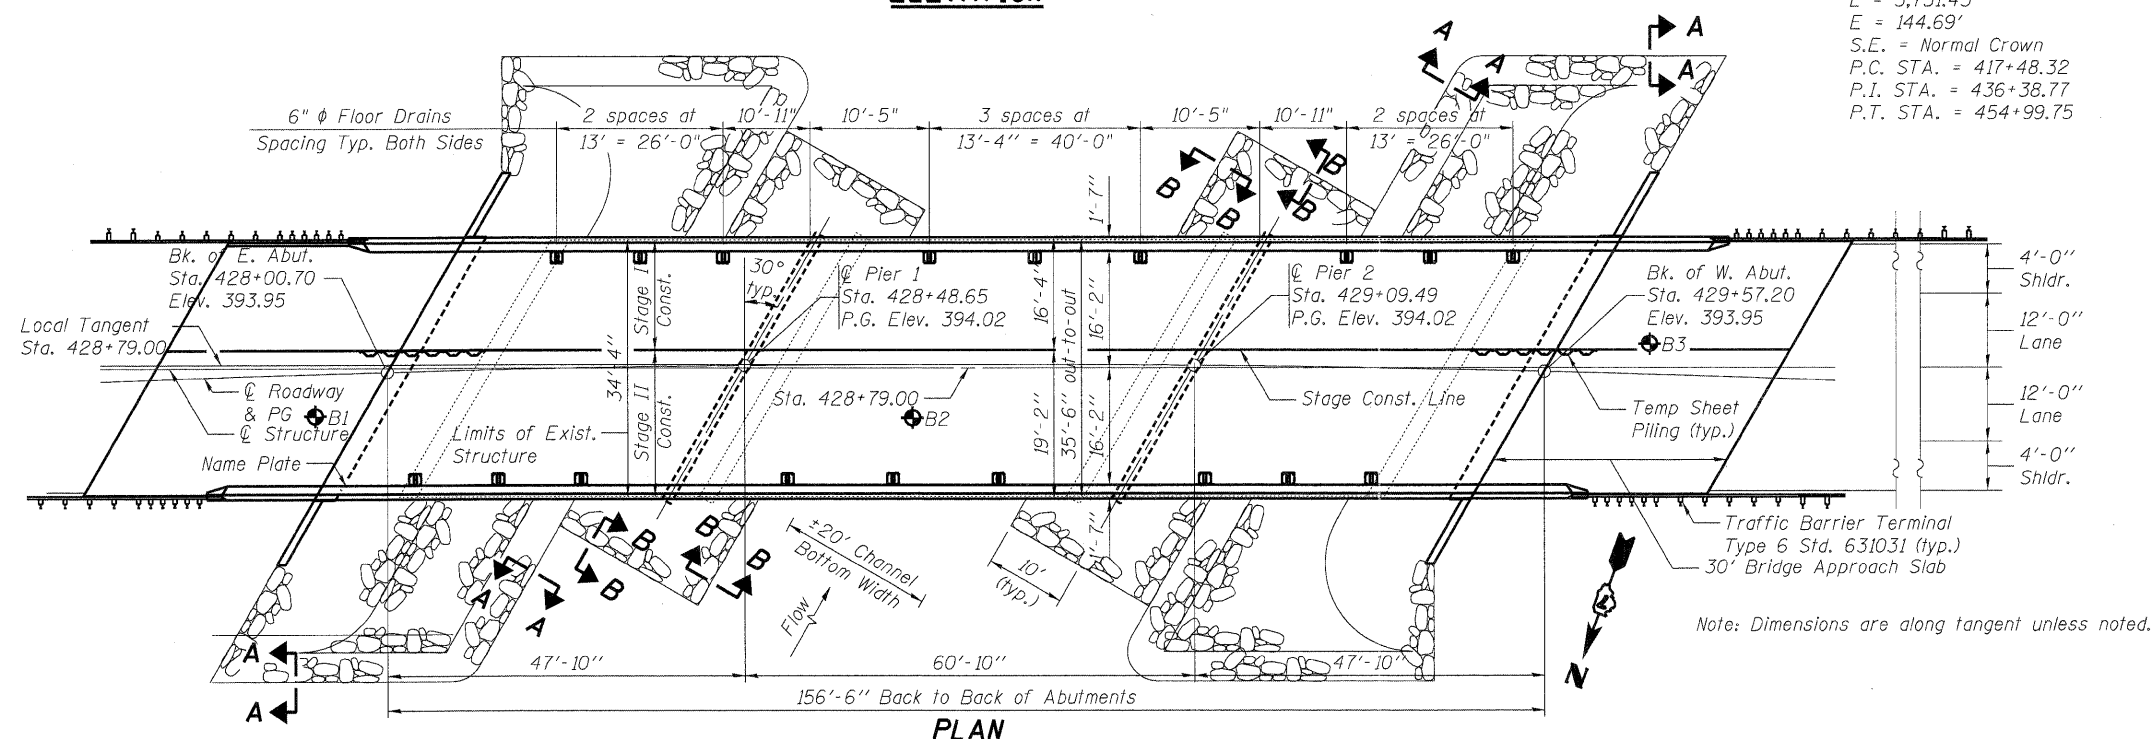 E = 144.69'
S.E. = Normal Crown
P.C. STA. = 417+48.32
P.I. STA. = 436+38.77
P.T. STA. = 454+99.75
A
A
A
A
6" ϕ Floor Drains
Spacing Typ. Both Sides
2 spaces at
13' = 26'-0"
10'-11"
10'-5"
3 spaces at
13'-4" = 40'-0"
10'-5"
10'-11"
2 spaces at
13' = 26'-0"
B
B
B
B
1'-7"
Bk. of E. Abut.
Sta. 428+00.70
Elev. 393.95
Local Tangent
Sta. 428+79.00
Stage I
Const.
30°
typ.
℄ Pier 1
Sta. 428+48.65
P.G. Elev. 394.02
16'-4"
16'-2"
℄ Pier 2
Sta. 429+09.49
P.G. Elev. 394.02
Bk. of W. Abut.
Sta. 429+57.20
Elev. 393.95
B3
4'-0"
Shldr.
12'-0"
Lane
34'-4"
35'-6" out-to-out
℄ Roadway
& PG
℄ Structure
B1
Name Plate
Limits of Exist.
Structure
Stage II
Const.
Sta. 428+79.00
B2
19'-2"
16'-2"
Stage Const. Line
Temp Sheet
Piling (typ.)
12'-0"
Lane
4'-0"
Shldr.
B
B
B
B
A
A
±20' Channel
Bottom Width
Flow
1'-7"
10'
(typ.)
Traffic Barrier Terminal
Type 6 Std. 631031 (typ.)
30' Bridge Approach Slab
N
Note: Dimensions are along tangent unless noted.
A
A
47'-10"
60'-10"
47'-10"
156'-6" Back to Back of Abutments
PLAN